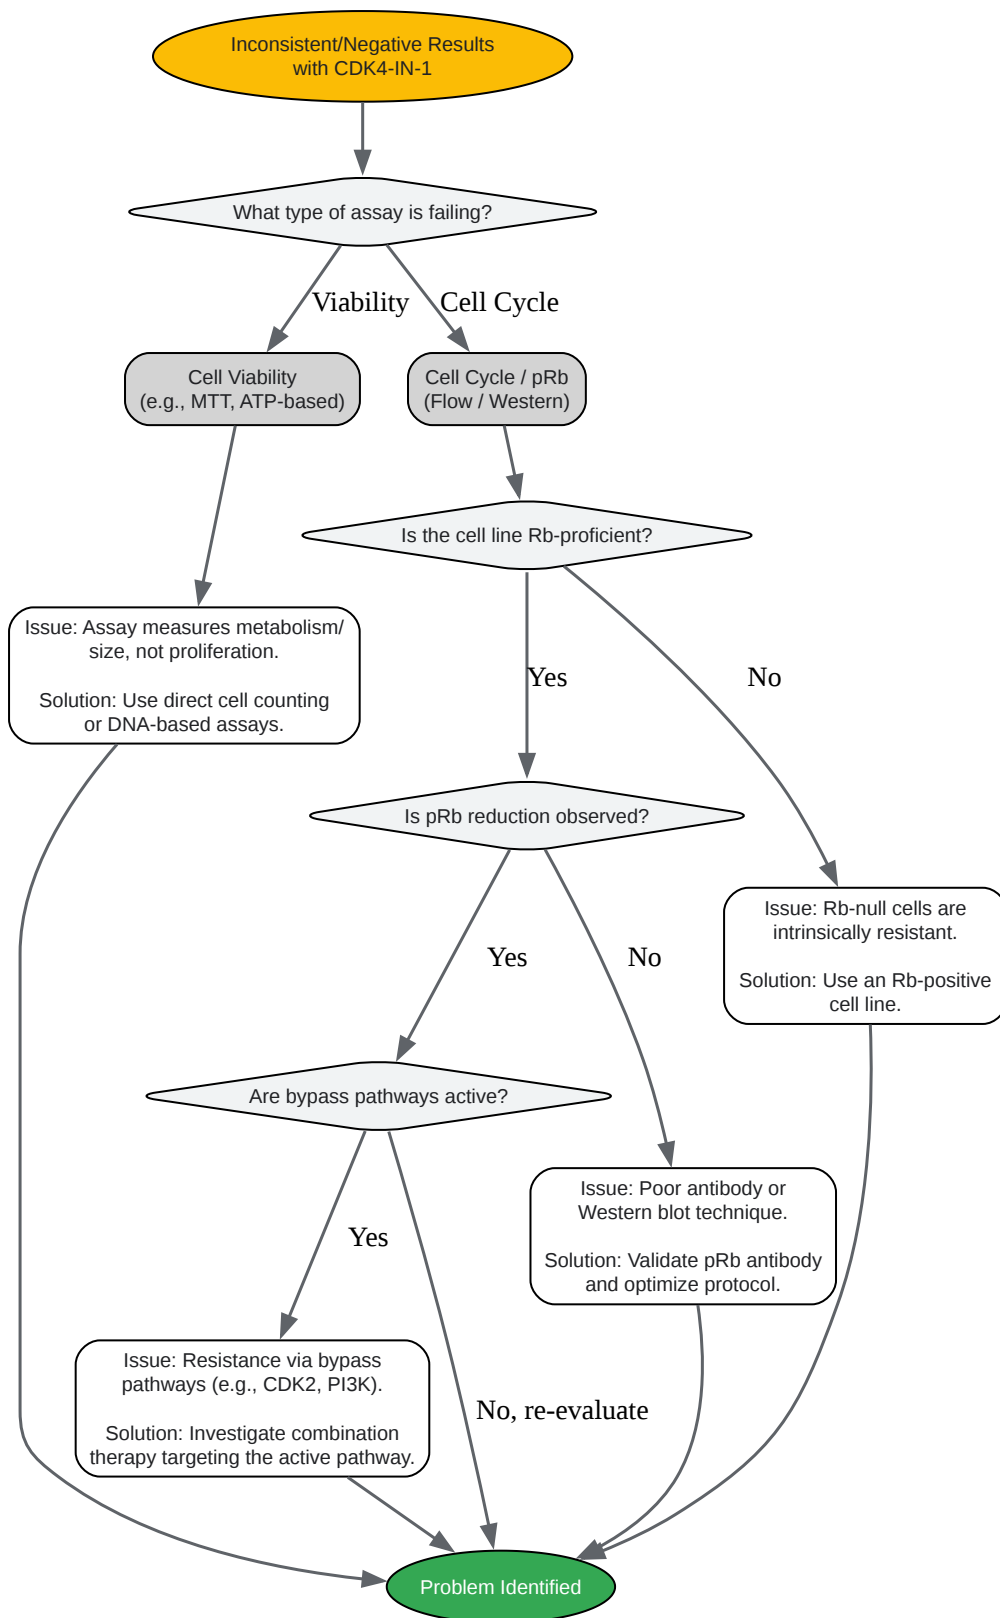 Inconsistent/Negative Results
with CDK4-IN-1
What type of assay is failing?
Viability
Cell Cycle
Cell Viability
(e.g., MTT, ATP-based)
Cell Cycle / pRb
(Flow / Western)
Is the cell line Rb-proficient?
Issue: Assay measures metabolism/
size, not proliferation.
Solution: Use direct cell counting
or DNA-based assays.
Yes
No
Is pRb reduction observed?
Issue: Rb-null cells are
intrinsically resistant.
Solution: Use an Rb-positive
cell line.
Yes
No
Are bypass pathways active?
Issue: Poor antibody or
Western blot technique.
Solution: Validate pRb antibody
and optimize protocol.
Yes
Issue: Resistance via bypass
pathways (e.g., CDK2, PI3K).
Solution: Investigate combination
therapy targeting the active pathway.
No, re-evaluate
Problem Identified